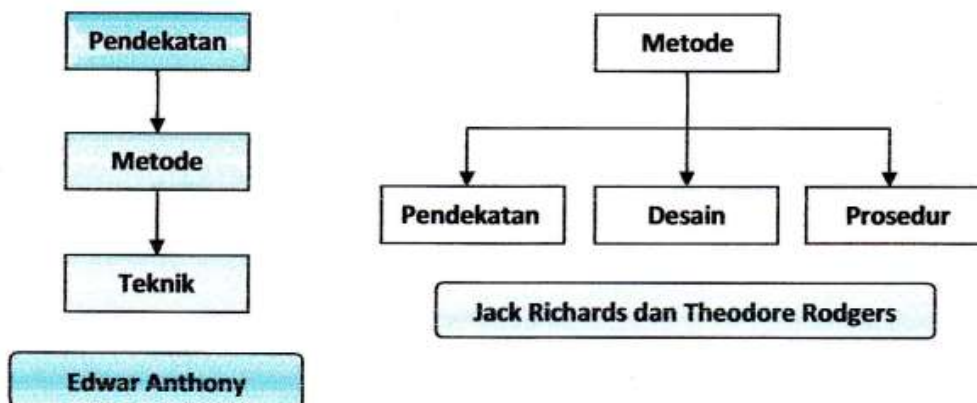 Pendekatan
Metode
Teknik
Edwar Anthony
Metode
Pendekatan
Desain
Prosedur
Jack Richards dan Theodore Rodgers